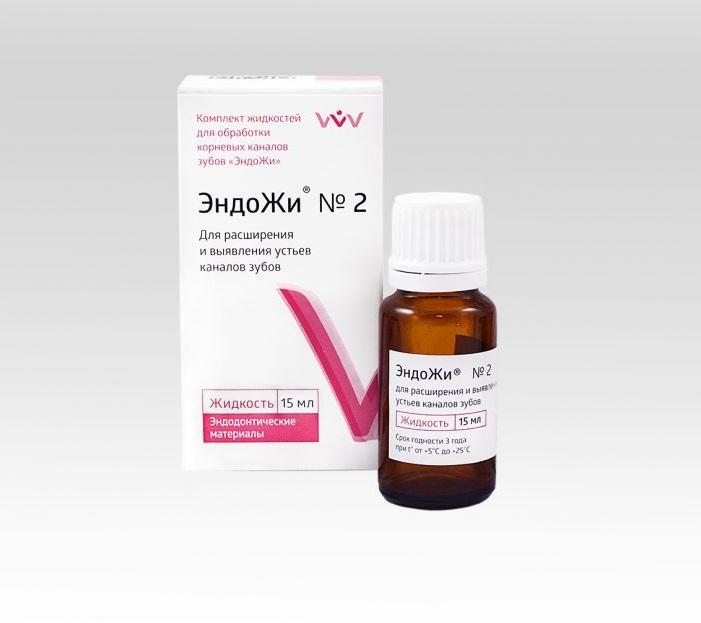 Комплект жидкостей
для обработки
корневых каналов
зубов «ЭндоЖи»
VVV
ЭндоЖи® № 2
Для расширения
и выявления устьев
каналов зубов
Жидкость 15 мл
Эндодонтические
материалы
ЭндоЖи® № 2
для расширения и
устьев каналов зубов
Жидкость 15 мл
Срок годности 3 года
при t° от +5°С до +25°С